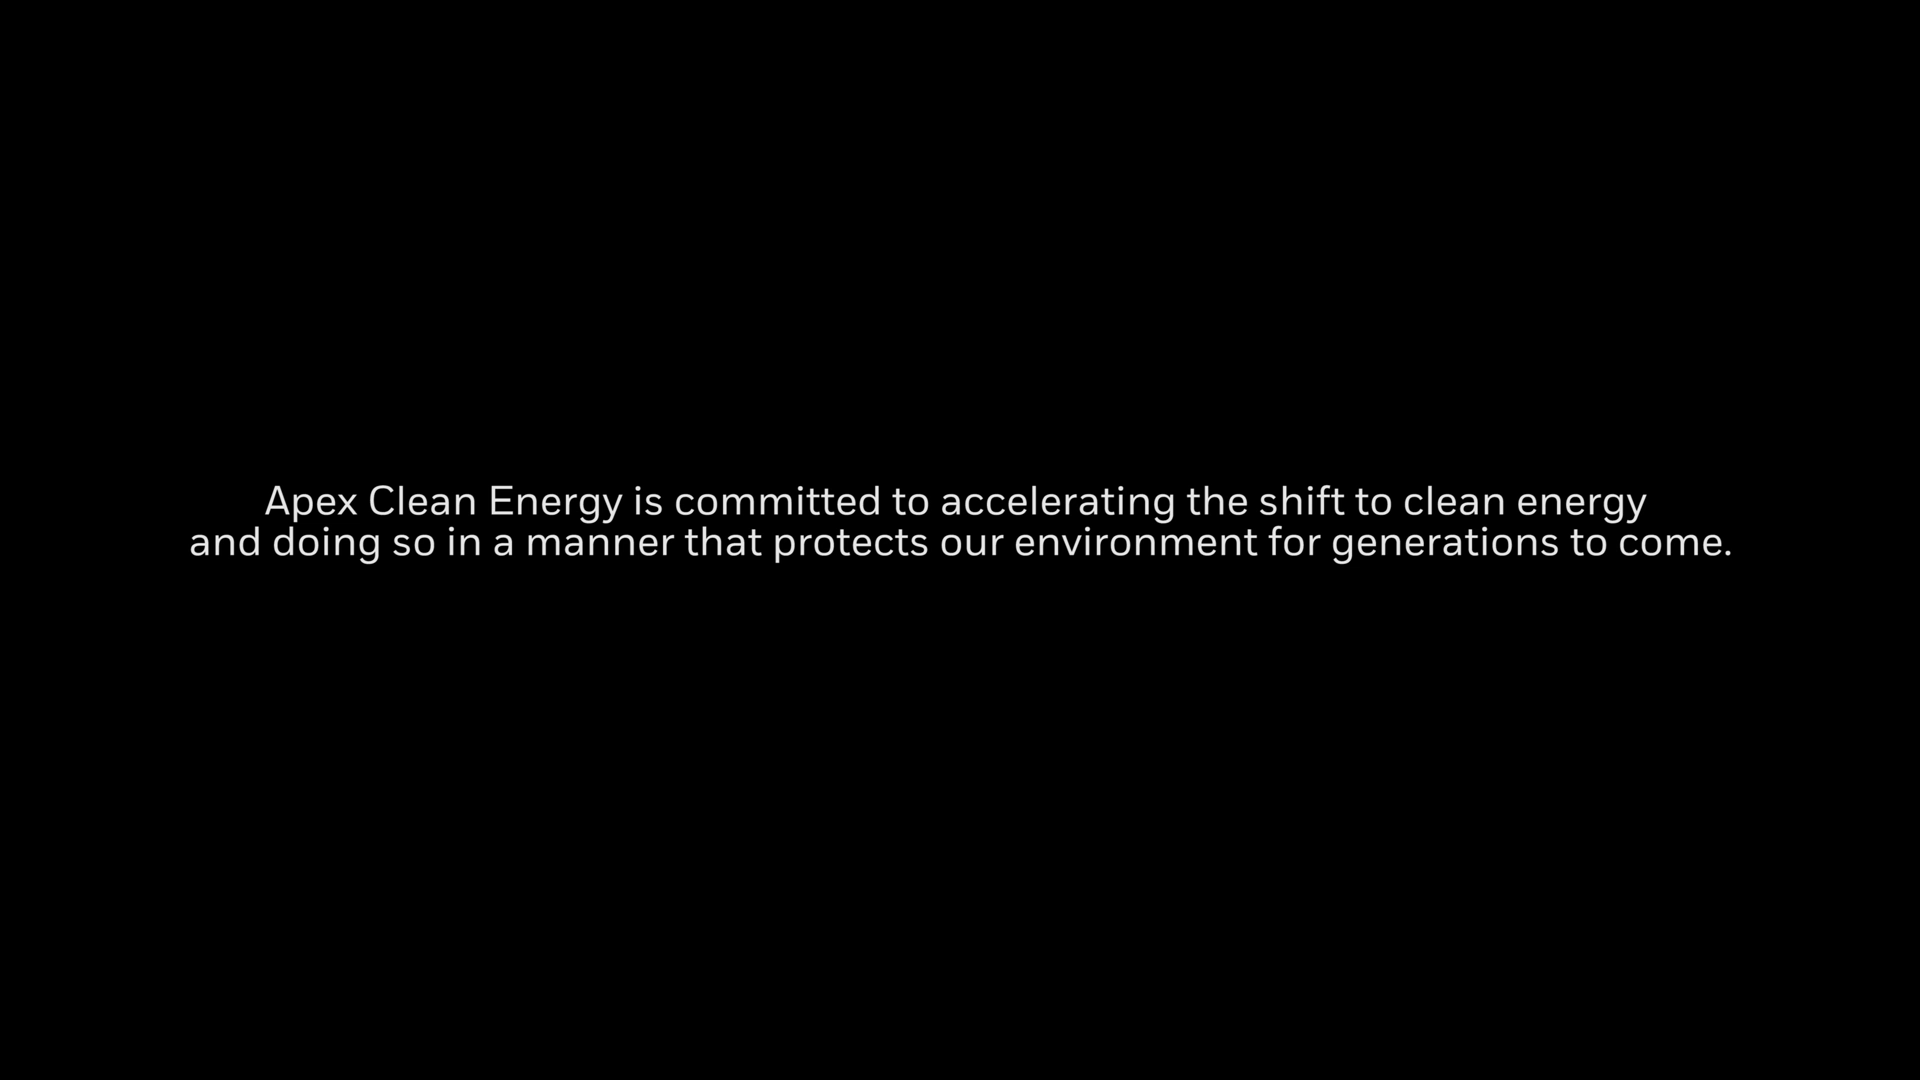 Apex Clean Energy is committed to accelerating the shift to clean energy
and doing so in a manner that protects our environment for generations to come.